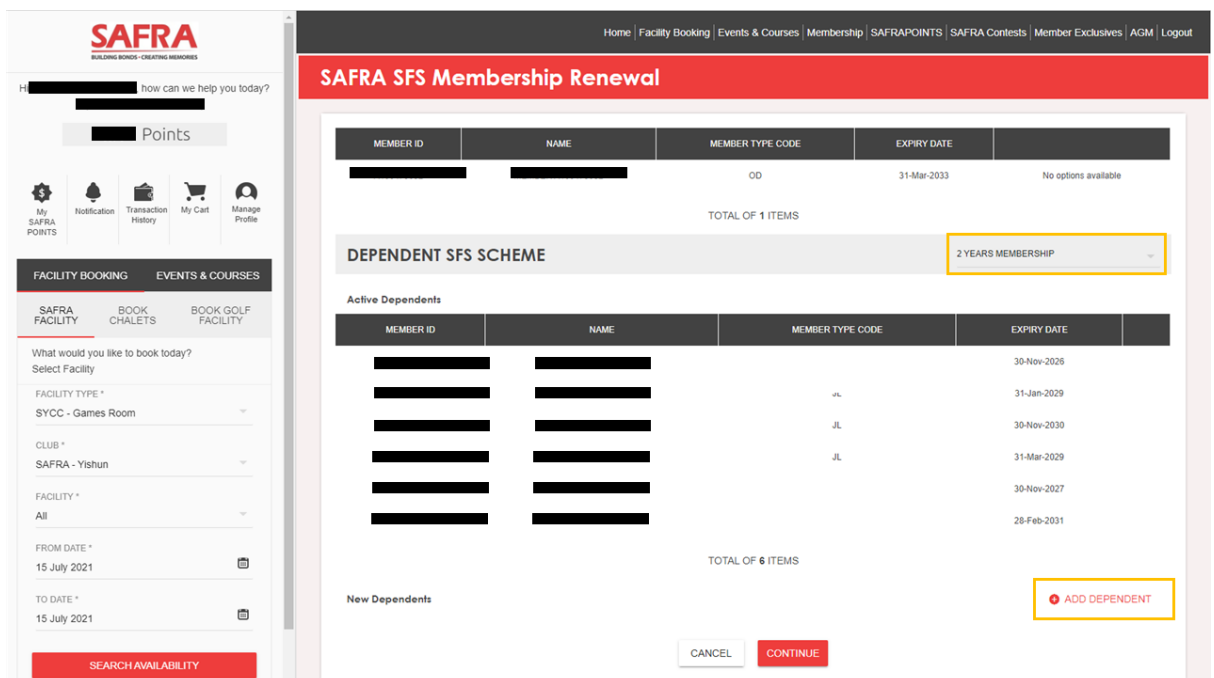 SAFRA
BUILDING BONDS • CREATING MEMORIES
Hi how can we help you today?
Points
My SAFRA POINTS
Notification
Transaction History
My Cart
Manage Profile
FACILITY BOOKING EVENTS & COURSES
SAFRA FACILITY
BOOK CHALETS
BOOK GOLF FACILITY
What would you like to book today?
Select Facility
FACILITY TYPE *
SYCC - Games Room
CLUB *
SAFRA - Yishun
FACILITY *
All
FROM DATE *
15 July 2021
TO DATE *
15 July 2021
SEARCH AVAILABILITY
Home Facility Booking Events & Courses Membership SAFRAPOINTS SAFRA Contests Member Exclusives AGM Logout
SAFRA SFS Membership Renewal
MEMBER ID NAME MEMBER TYPE CODE EXPIRY DATE
OD 31-Mar-2033 No options available
TOTAL OF 1 ITEMS
DEPENDENT SFS SCHEME 2 YEARS MEMBERSHIP
Active Dependents
MEMBER ID NAME MEMBER TYPE CODE EXPIRY DATE
30-Nov-2026
JL 31-Jan-2029
JL 30-Nov-2030
JL 31-Mar-2029
30-Nov-2027
28-Feb-2031
TOTAL OF 6 ITEMS
New Dependents ADD DEPENDENT
CANCEL CONTINUE